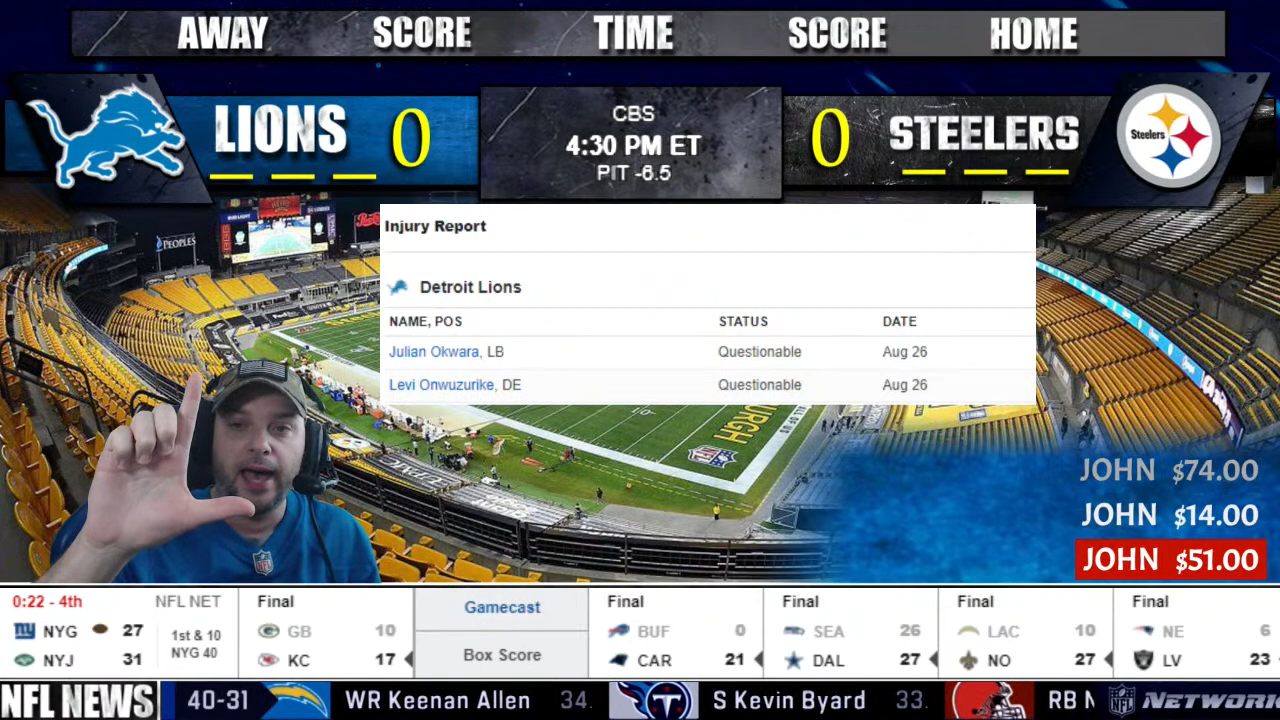 AWAY SCORE TIME SCORE HOME
LIONS 0
CBS
4:30 PM ET
PIT -6.5
0 STEELERS
Steelers
Injury Report
Detroit Lions
NAME, POS STATUS DATE
Julian Okwara, LB Questionable Aug 26
Levi Onwuzurike, DE Questionable Aug 26
PEOPLES
NFL
JOHN $74.00
JOHN $14.00
JOHN $51.00
0:22 - 4th NFL NET
NYG 27
NYJ 31
1st & 10
NYG 40
Final
GB 10
KC 17
Gamecast
Box Score
Final
BUF 0
CAR 21
Final
SEA 26
DAL 27
Final
LAC 10
NO 27
Final
NE 6
LV 23
NFL NEWS 40-31 WR Keenan Allen 34. S Kevin Byard 33. RB NFL NETWORK